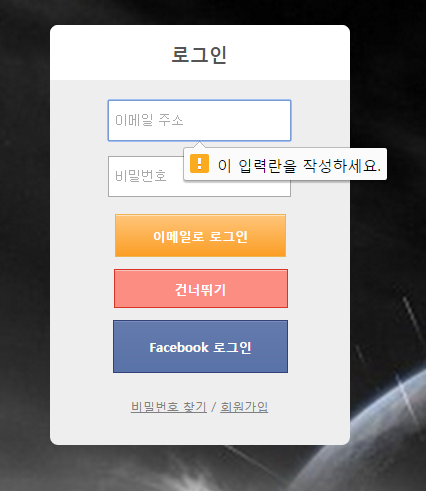 로그인
이메일 주소
이 입력란을 작성하세요.
비밀번호
이메일로 로그인
건너뛰기
Facebook 로그인
비밀번호 찾기 / 회원가입